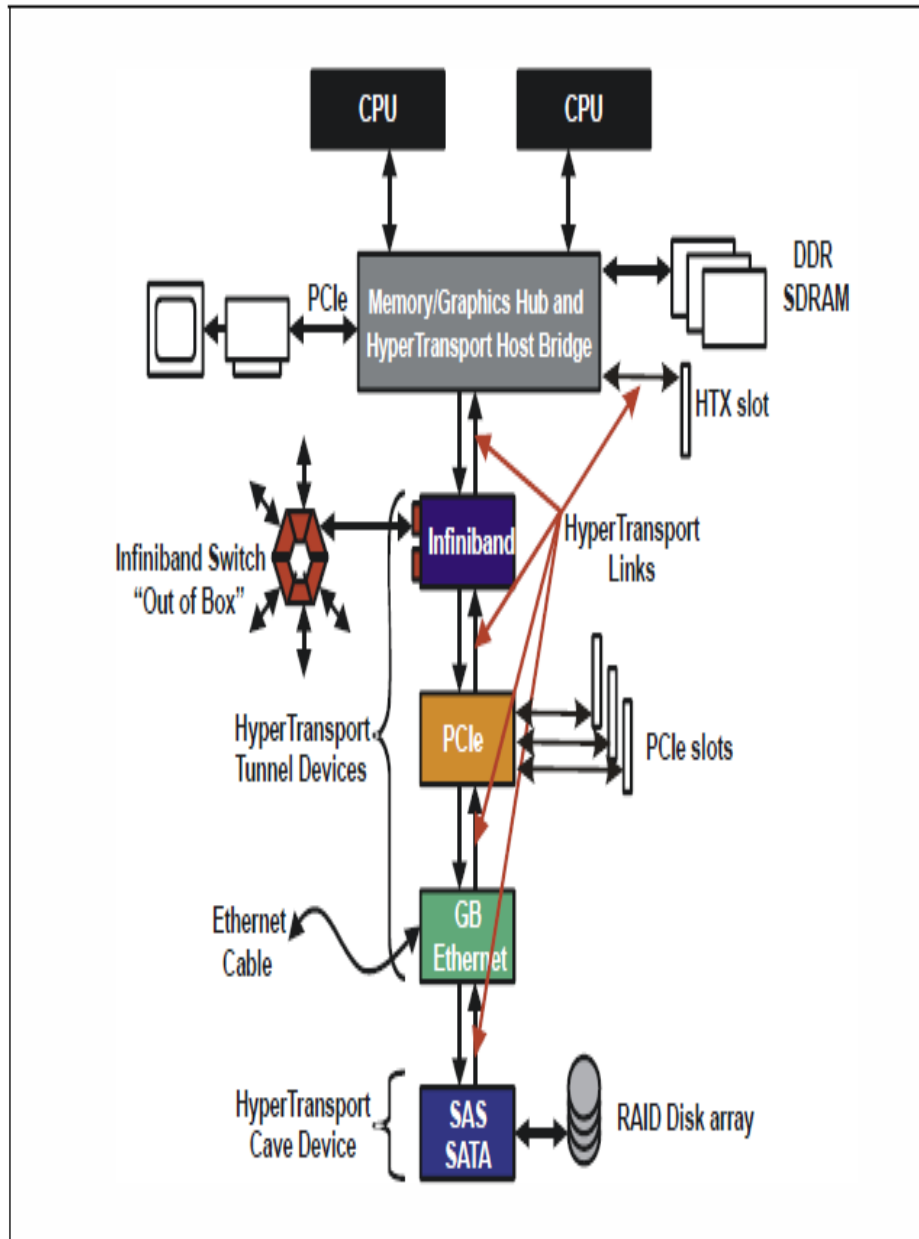 CPU
CPU
PCIe
Memory/Graphics Hub and
HyperTransport Host Bridge
DDR
SDRAM
HTX slot
Infiniband
Infiniband Switch
“Out of Box”
HyperTransport
Links
HyperTransport
Tunnel Devices
PCIe
PCIe slots
Ethernet
Cable
GB
Ethernet
HyperTransport
Cave Device
SAS
SATA
RAID Disk array